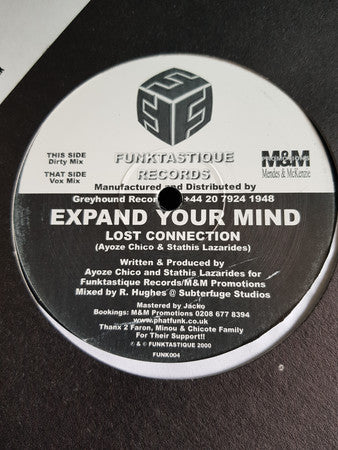 FUNKTASTIQUE
RECORDS
THIS SIDE
Dirty Mix
THAT SIDE
Vox Mix
M&M
Mendes & McKenzie
Manufactured and Distributed by
Greyhound Records +44 20 7924 1948
EXPAND YOUR MIND
LOST CONNECTION
(Ayoze Chico & Stathis Lazarides)
Written & Produced by
Ayoze Chico and Stathis Lazarides for
Funktastique Records/M&M Promotions
Mixed by R. Hughes @ Subterfuge Studios
Mastered by Jacko
Bookings: M&M Promotions 0208 677 8394
www.phatfunk.co.uk
Thanx 2 Faron, Minou & Chicote Family
For Their Support!!
℗ & © FUNKTASTIQUE 2000
FUNK004